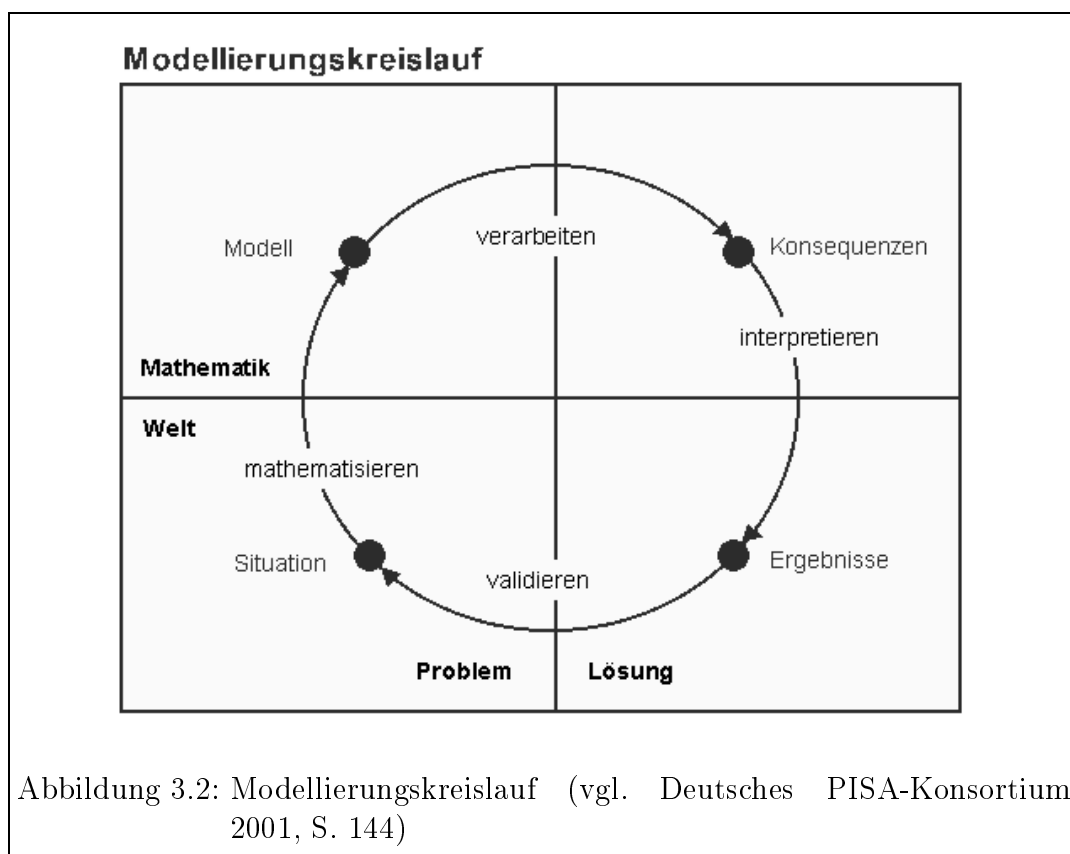 Modellierungskreislauf
verarbeiten
Modell
Konsequenzen
interpretieren
Mathematik
Welt
mathematisieren
Situation
validieren
Ergebnisse
Problem
Lösung
Abbildung 3.2: Modellierungskreislauf (vgl. Deutsches PISA-Konsortium
2001, S. 144)